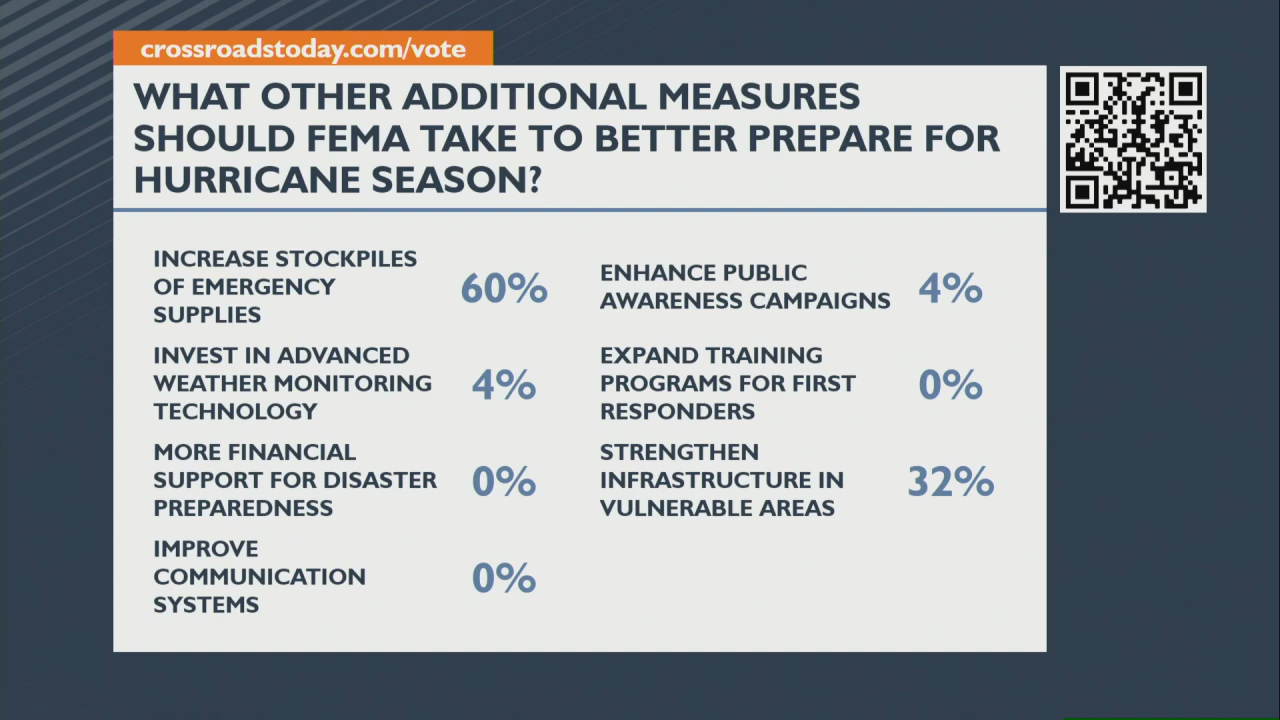 crossroadstoday.com/vote
WHAT OTHER ADDITIONAL MEASURES
SHOULD FEMA TAKE TO BETTER PREPARE FOR
HURRICANE SEASON?
INCREASE STOCKPILES
OF EMERGENCY
SUPPLIES
60%
ENHANCE PUBLIC
AWARENESS CAMPAIGNS
4%
INVEST IN ADVANCED
WEATHER MONITORING
TECHNOLOGY
4%
EXPAND TRAINING
PROGRAMS FOR FIRST
RESPONDERS
0%
MORE FINANCIAL
SUPPORT FOR DISASTER
PREPAREDNESS
0%
STRENGTHEN
INFRASTRUCTURE IN
VULNERABLE AREAS
32%
IMPROVE
COMMUNICATION
SYSTEMS
0%